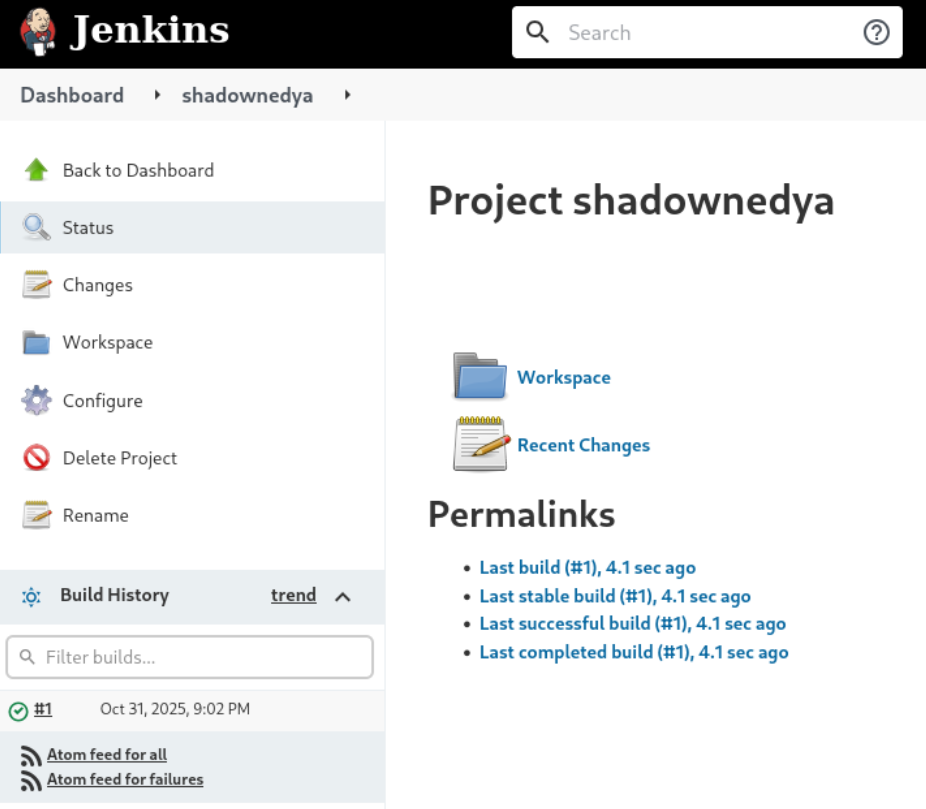 Jenkins
Search
Dashboard
shadownedya
Back to Dashboard
Status
Changes
Workspace
Configure
Delete Project
Rename
Build History
trend
Filter builds...
#1
Oct 31, 2025, 9:02 PM
Atom feed for all
Atom feed for failures
Project shadownedya
Workspace
Recent Changes
Permalinks
Last build (#1), 4.1 sec ago
Last stable build (#1), 4.1 sec ago
Last successful build (#1), 4.1 sec ago
Last completed build (#1), 4.1 sec ago